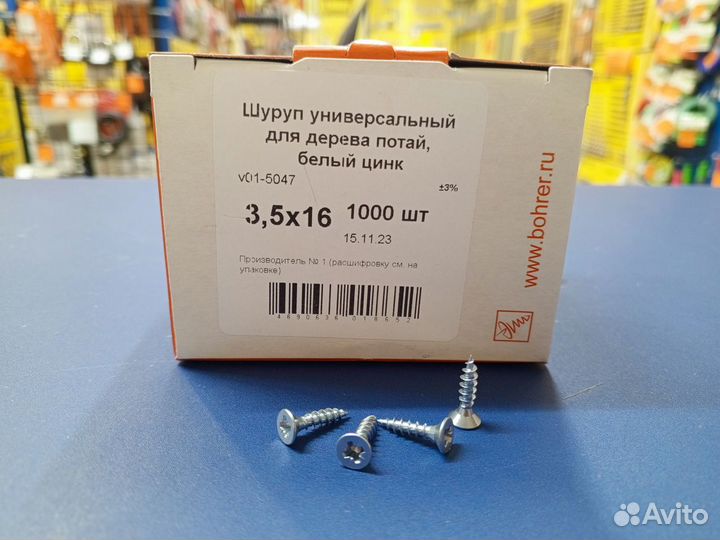 Шуруп универсальный
для дерева потай,
белый цинк
v01-5047
±3%
3,5x16 1000 шт
15.11.23
Производитель № 1 (расшифровку см. на
упаковке)
4690636018652
www.bohrer.ru
Avito